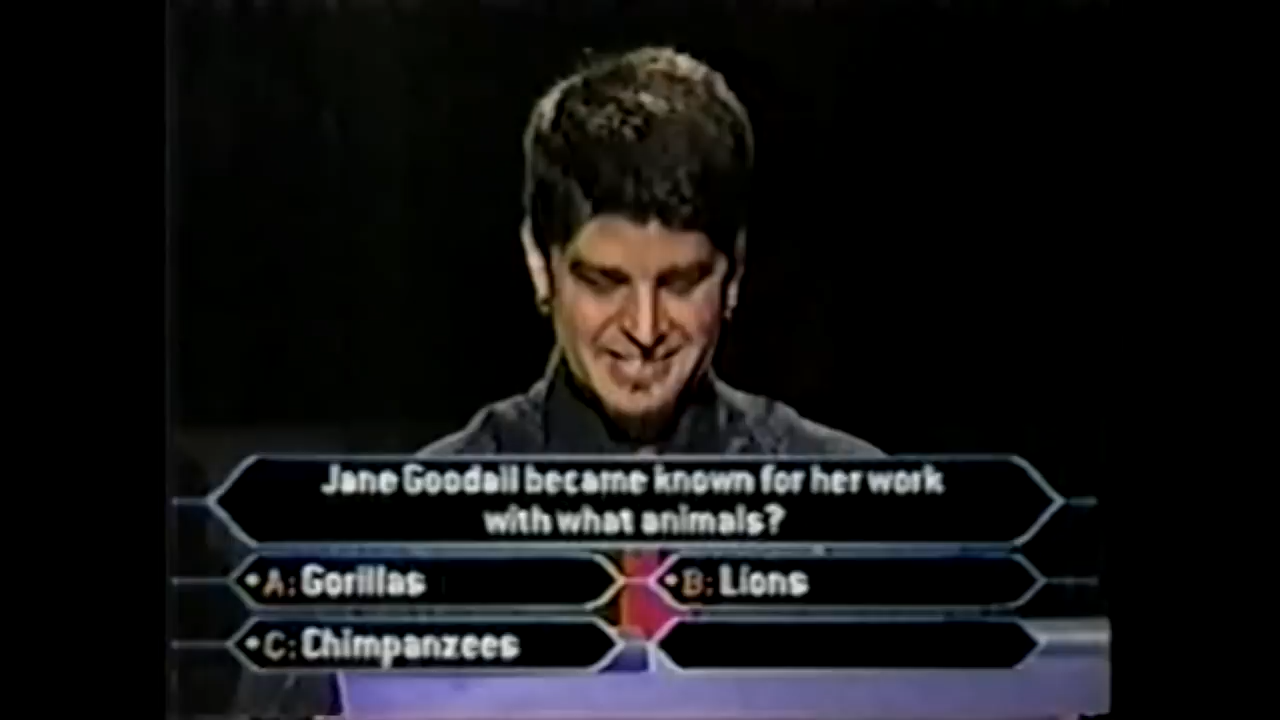 Jane Goodall became known for her work
with what animals?
A: Gorillas
B: Lions
C: Chimpanzees